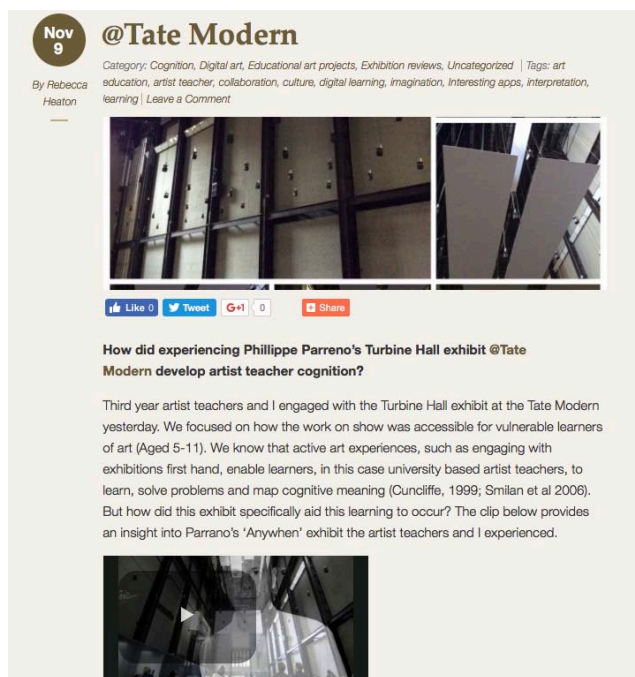 Nov
9
@Tate Modern
Category: Cognition, Digital art, Educational art projects, Exhibition reviews, Uncategorized | Tags: art
education, artist teacher, collaboration, culture, digital learning, imagination, Interesting apps, interpretation,
learning | Leave a Comment
By Rebecca
Heaton
Like 0 Tweet G+1 0 Share
How did experiencing Phillippe Parreno's Turbine Hall exhibit @Tate
Modern develop artist teacher cognition?
Third year artist teachers and I engaged with the Turbine Hall exhibit at the Tate Modern
yesterday. We focused on how the work on show was accessible for vulnerable learners
of art (Aged 5-11). We know that active art experiences, such as engaging with
exhibitions first hand, enable learners, in this case university based artist teachers, to
learn, solve problems and map cognitive meaning (Cuncliffe, 1999; Smilan et al 2006).
But how did this exhibit specifically aid this learning to occur? The clip below provides
an insight into Parrano's 'Anywhen' exhibit the artist teachers and I experienced.